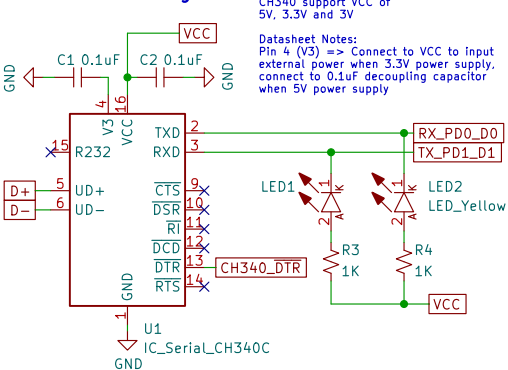 CH340 support VCC of
5V, 3.3V and 3V
Datasheet Notes:
Pin 4 (V3) => Connect to VCC to input
external power when 3.3V power supply,
connect to 0.1uF decoupling capacitor
when 5V power supply
VCC
C1 0.1uF
C2 0.1uF
GND
GND
4
16
V3
VCC
TXD
2
RX_PD0_D0
15
R232
RXD
3
TX_PD1_D1
D+
5
UD+
CTS
9
D-
6
UD-
DSR
10
RI
11
DCD
12
DTR
13
CH340_DTR
RTS
14
LED1
1
K
2
A
LED2
LED_Yellow
1
K
2
A
R3
1K
R4
1K
VCC
GND
1
U1
IC_Serial_CH340C
GND